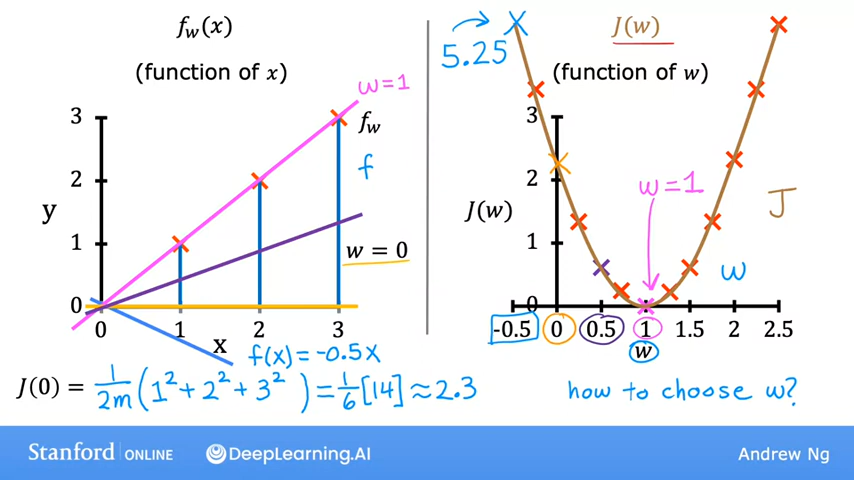 f_w(x)
(function of x)
w=1
3
2
1
0
y
f_w
f
w = 0
0 1 2 3
x
f(x)=-0.5x
J(0) = 1/2m (1² + 2² + 3²) = 1/6 [14] ≈ 2.3
J(w)
5.25
(function of w)
3
2
1
0
J(w)
w=1
J
w
-0.5 0 0.5 1 1.5 2 2.5
w
how to choose w?
Stanford ONLINE
DeepLearning.AI
Andrew Ng